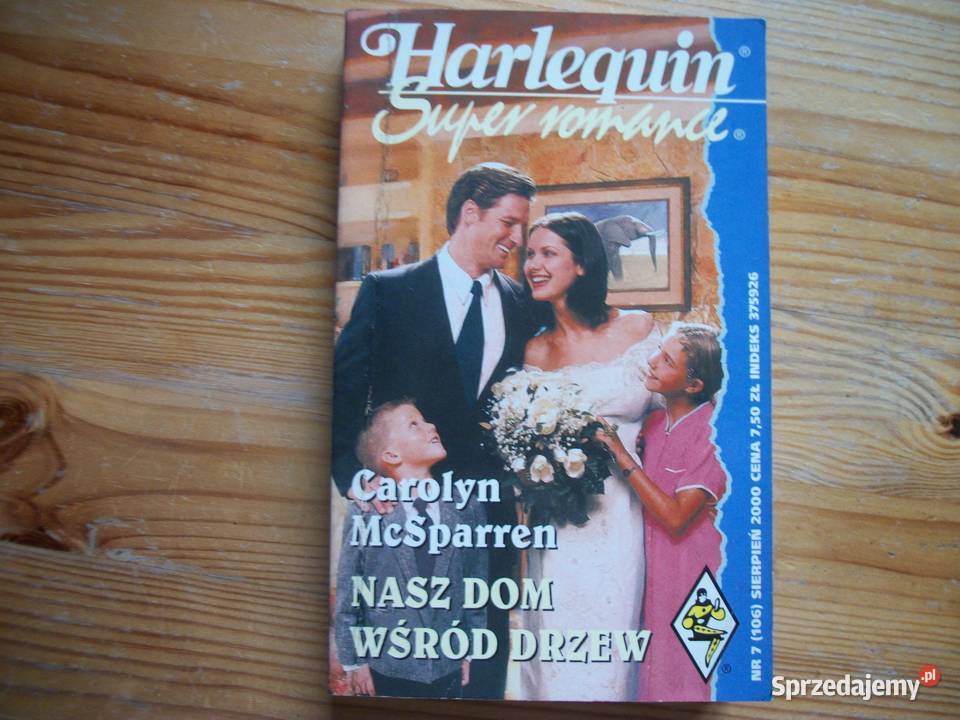 Harlequin®
Super romance®
Carolyn
McSparren
NASZ DOM
WŚRÓD DRZEW
NR 7 (106) SIERPIEŃ 2000 CENA 7,50 ZŁ INDEKS 375926
®
Sprzedajemy.pl